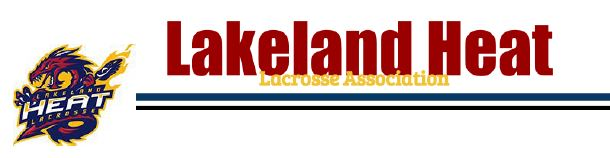 Lakeland Heat
Lacrosse Association
LAKELAND
HEAT
LACROSSE